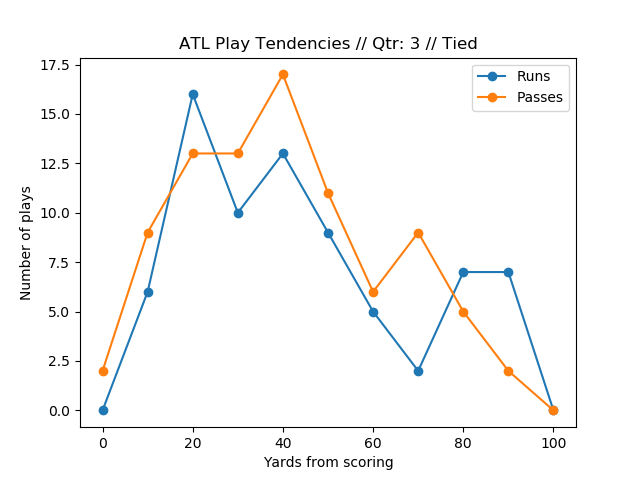 ATL Play Tendencies // Qtr: 3 // Tied
Runs
Passes
Number of plays
17.5
15.0
12.5
10.0
7.5
5.0
2.5
0.0
0 20 40 60 80 100
Yards from scoring